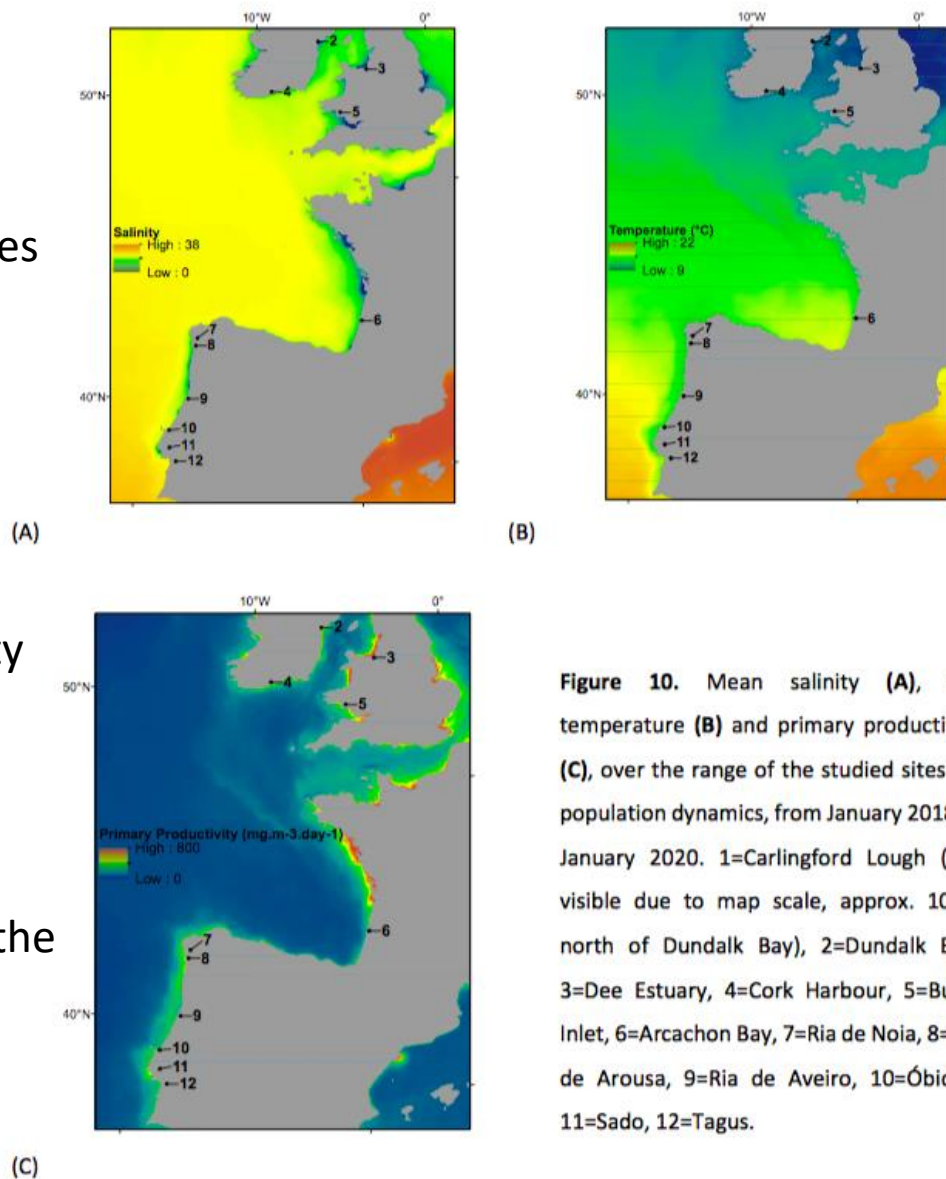 10°W 0°
2
3
4
50°N
5
es
Salinity
High : 38
Low : 0
6
7
8
40°N
9
10
11
12
(A)
10°W 0°
2
3
50°N
4
5
Temperature (°C)
High : 22
Low : 9
6
7
8
40°N
9
10
11
12
(B)
ty
the
10°W 0°
2
3
50°N
4
5
Primary Productivity (mg.m-3.day-1)
High : 800
Low : 0
6
7
8
40°N
9
10
11
12
(C)
Figure 10. Mean salinity (A),
temperature (B) and primary producti
(C), over the range of the studied sites
population dynamics, from January 2018
January 2020. 1=Carlingford Lough (
visible due to map scale, approx. 10
north of Dundalk Bay), 2=Dundalk B
3=Dee Estuary, 4=Cork Harbour, 5=Bu
Inlet, 6=Arcachon Bay, 7=Ria de Noia, 8=
de Arousa, 9=Ria de Aveiro, 10=Óbid
11=Sado, 12=Tagus.